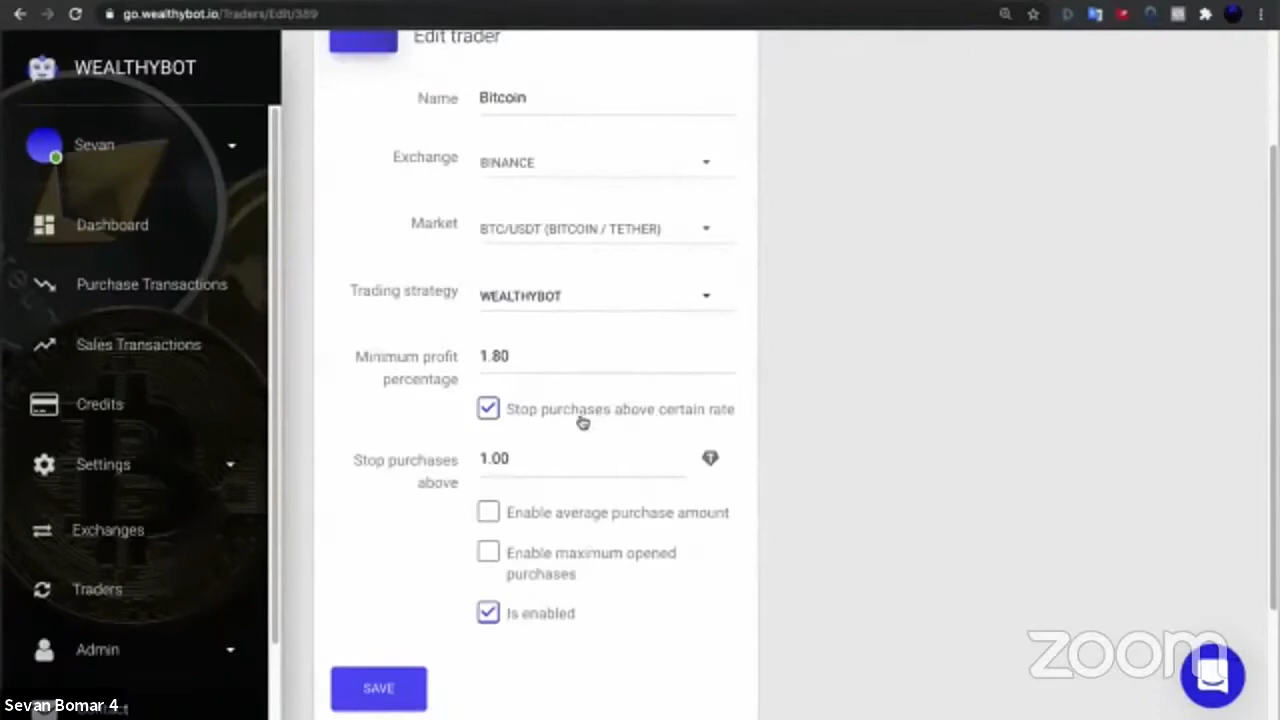 go.wealthybot.io/Traders/Edit/389
WEALTHYBOT
Edit trader
Name
Bitcoin
Sevan
Exchange
BINANCE
Dashboard
Market
BTC/USDT (BITCOIN / TETHER)
Purchase Transactions
Trading strategy
WEALTHYBOT
Sales Transactions
Minimum profit
percentage
1.80
Credits
Stop purchases above certain rate
Settings
Stop purchases
above
1.00
Exchanges
Enable average purchase amount
Enable maximum opened
purchases
Traders
Is enabled
Admin
zoom
SAVE
Sevan Bomar 4
Contact